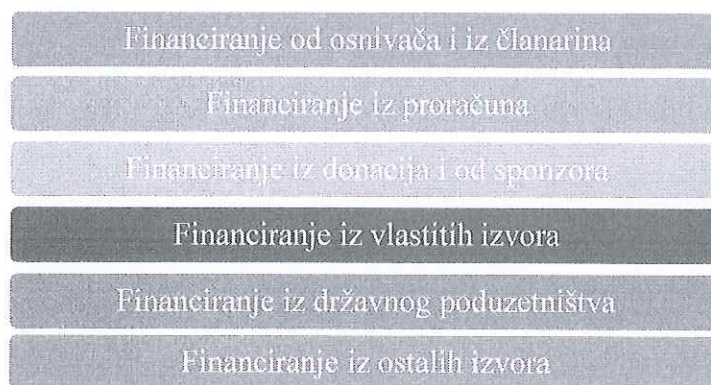 Financiranje od osnivača i iz članarina
Financiranje iz proračuna
Financiranje iz donacija i od sponzora
Financiranje iz vlastitih izvora
Financiranje iz državnog poduzetništva
Financiranje iz ostalih izvora